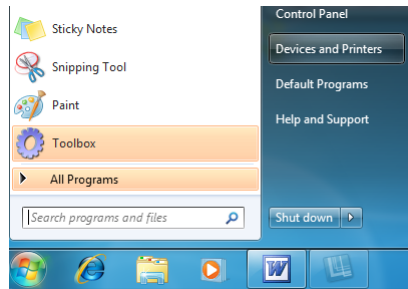 Sticky Notes
Snipping Tool
Paint
Toolbox
All Programs
Search programs and files
Control Panel
Devices and Printers
Default Programs
Help and Support
Shut down
W